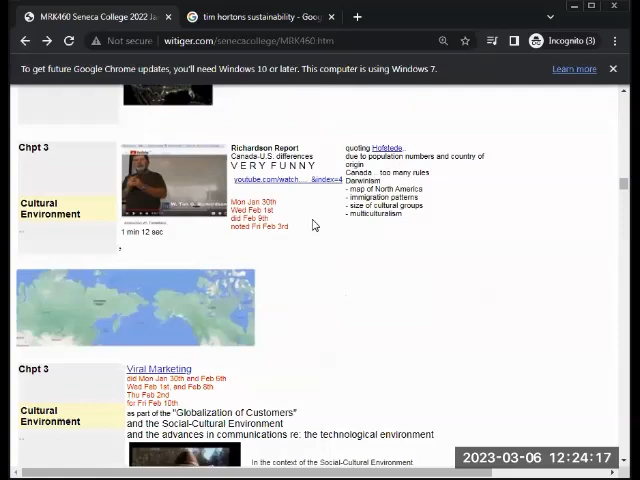 MRK460 Seneca College 2022 Ja
tim hortons sustainability - Goog
Not secure | witiger.com/senecacollege/MRK460.htm
Incognito (3)
To get future Google Chrome updates, you'll need Windows 10 or later. This computer is using Windows 7.
Learn more
Chpt 3
Cultural
Environment
1 min 12 sec
Richardson Report
Canada-U.S. differences
V E R Y F U N N Y
youtube.com/watch.... &index=4
Mon Jan 30th
Wed Feb 1st
did Feb 9th
noted Fri Feb 3rd
quoting Hofstede..
due to population numbers and country of
origin
Canada... too many rules
Darwinism
- map of North America
- immigration patterns
- size of cultural groups
- multiculturalism
Chpt 3
Cultural
Environment
Viral Marketing
did Mon Jan 30th and Feb 6th
Wed Feb 1st, and Feb 8th
Thu Feb 2nd
for Fri Feb 10th
as part of the "Globalization of Customers"
and the Social-Cultural Environment
and the advances in communications re: the technological environment
In the context of the Social-Cultural Environment
2023-03-06 12:24:17